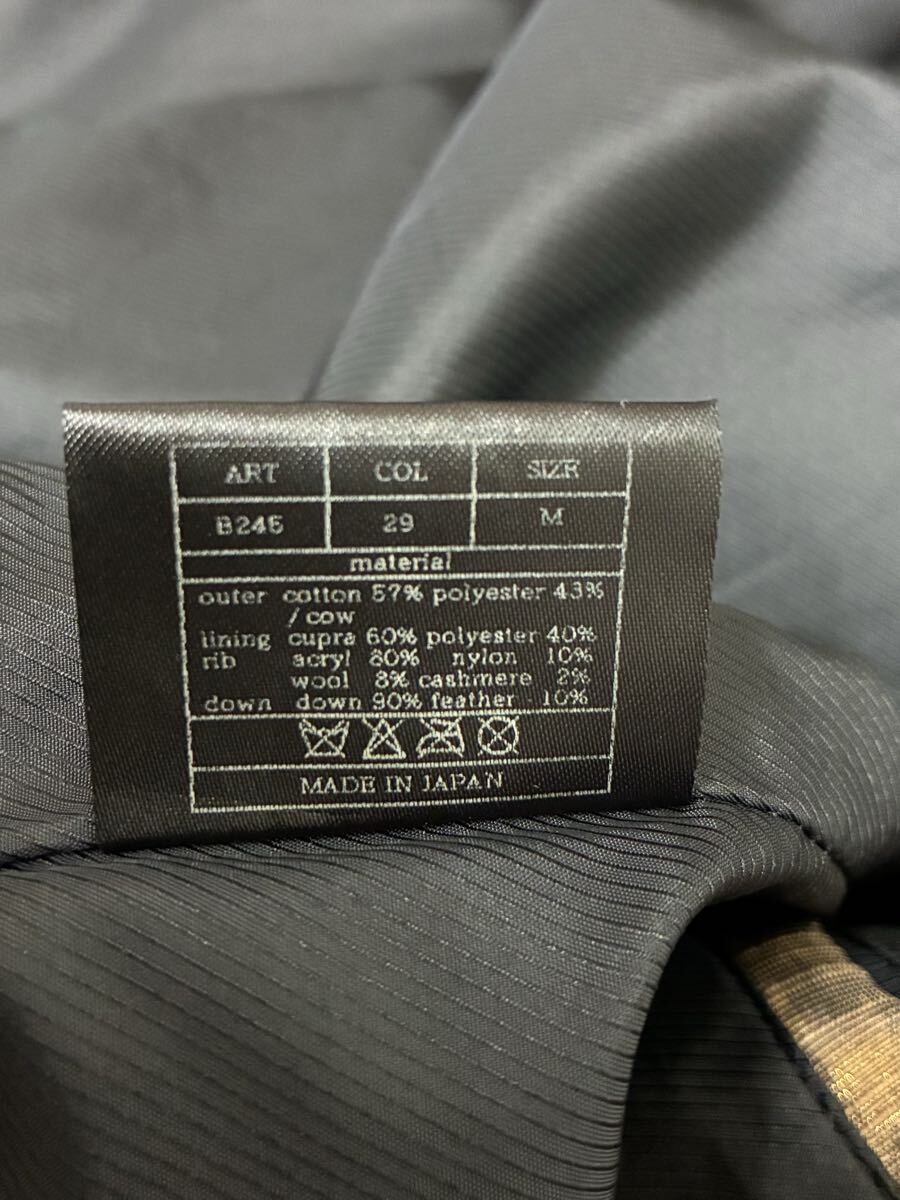 ART COL SIZR
B245 29 M
material
outer cotton 57% polyester 43%
/cow
lining cupra 60% polyester 40%
rib acryl 80% nylon 10%
wool 8% cashmere 2%
down down 90% feather 10%
MADE IN JAPAN